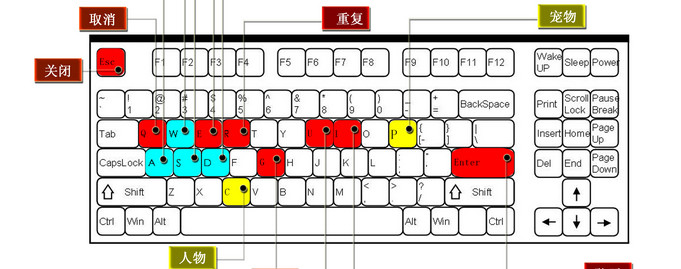 取消 重复 宠物
关闭
Esc F1 F2 F3 F4 F5 F6 F7 F8 F9 F10 F11 F12 Wake UP Sleep Power
~ ` ! 1 @ 2 # 3 $ 4 % 5 ^ 6 & 7 * 8 ( 9 ) 0 _ - + = BackSpace Print Scroll Lock Pause Break
Tab Q W E R T Y U I O P { [ } ] | \ Insert Home Page Up
CapsLock A S D F G H J K L : ; " ' Enter Del End Page Down
Shift Z X C V B N M < , > . ? / Shift
Ctrl Win Alt Alt Win Ctrl
人物